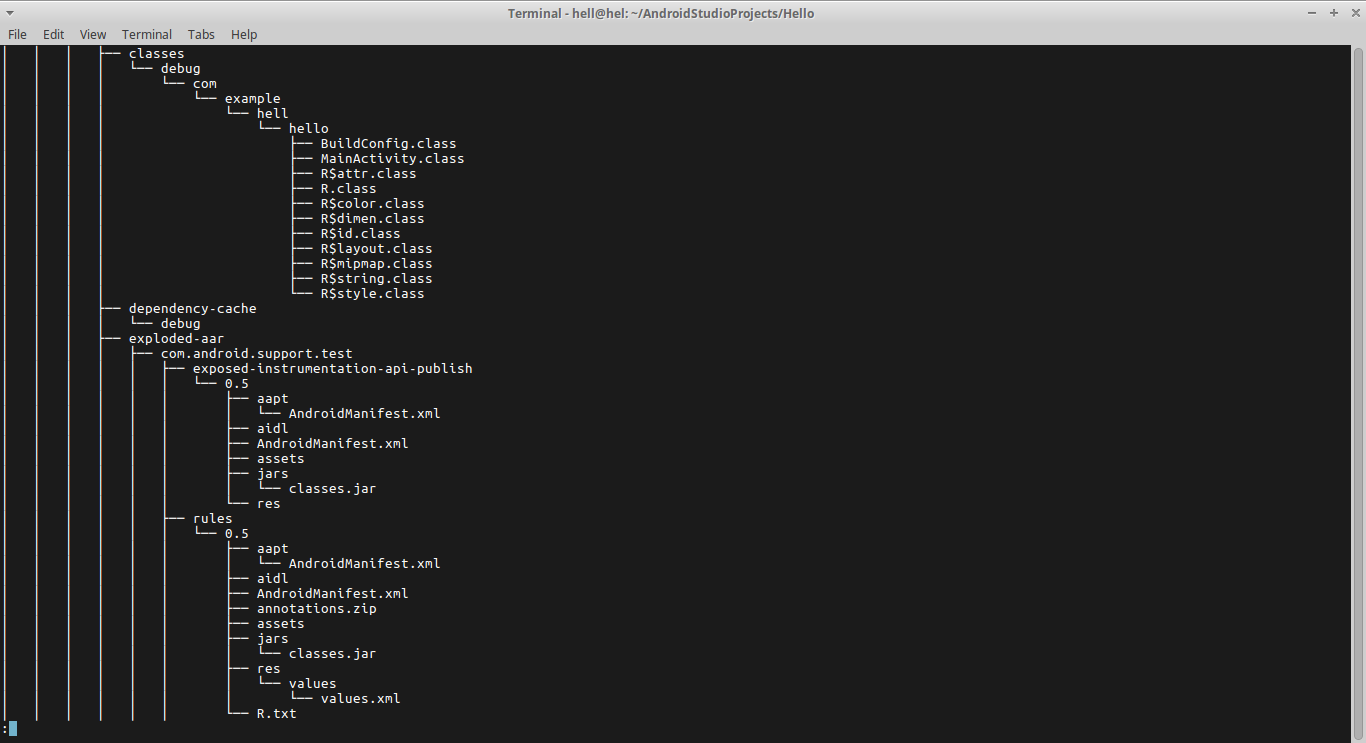 Terminal - hell@hel: ~/AndroidStudioProjects/Hello
File Edit View Terminal Tabs Help
│   │   │   ├── classes
│   │   │   │   └── debug
│   │   │   │       └── com
│   │   │   │           └── example
│   │   │   │               └── hell
│   │   │   │                   └── hello
│   │   │   │                       ├── BuildConfig.class
│   │   │   │                       ├── MainActivity.class
│   │   │   │                       ├── R$attr.class
│   │   │   │                       ├── R.class
│   │   │   │                       ├── R$color.class
│   │   │   │                       ├── R$dimen.class
│   │   │   │                       ├── R$id.class
│   │   │   │                       ├── R$layout.class
│   │   │   │                       ├── R$mipmap.class
│   │   │   │                       ├── R$string.class
│   │   │   │                       └── R$style.class
│   │   │   ├── dependency-cache
│   │   │   │   └── debug
│   │   │   ├── exploded-aar
│   │   │   │   ├── com.android.support.test
│   │   │   │   │   ├── exposed-instrumentation-api-publish
│   │   │   │   │   │   └── 0.5
│   │   │   │   │   │       ├── aapt
│   │   │   │   │   │       │   └── AndroidManifest.xml
│   │   │   │   │   │       ├── aidl
│   │   │   │   │   │       ├── AndroidManifest.xml
│   │   │   │   │   │       ├── assets
│   │   │   │   │   │       ├── jars
│   │   │   │   │   │       │   └── classes.jar
│   │   │   │   │   │       └── res
│   │   │   │   │   ├── rules
│   │   │   │   │   │   └── 0.5
│   │   │   │   │   │       ├── aapt
│   │   │   │   │   │       │   └── AndroidManifest.xml
│   │   │   │   │   │       ├── aidl
│   │   │   │   │   │       ├── AndroidManifest.xml
│   │   │   │   │   │       ├── annotations.zip
│   │   │   │   │   │       ├── assets
│   │   │   │   │   │       ├── jars
│   │   │   │   │   │       │   └── classes.jar
│   │   │   │   │   │       ├── res
│   │   │   │   │   │       │   └── values
│   │   │   │   │   │       │       └── values.xml
│   │   │   │   │   │       └── R.txt
: